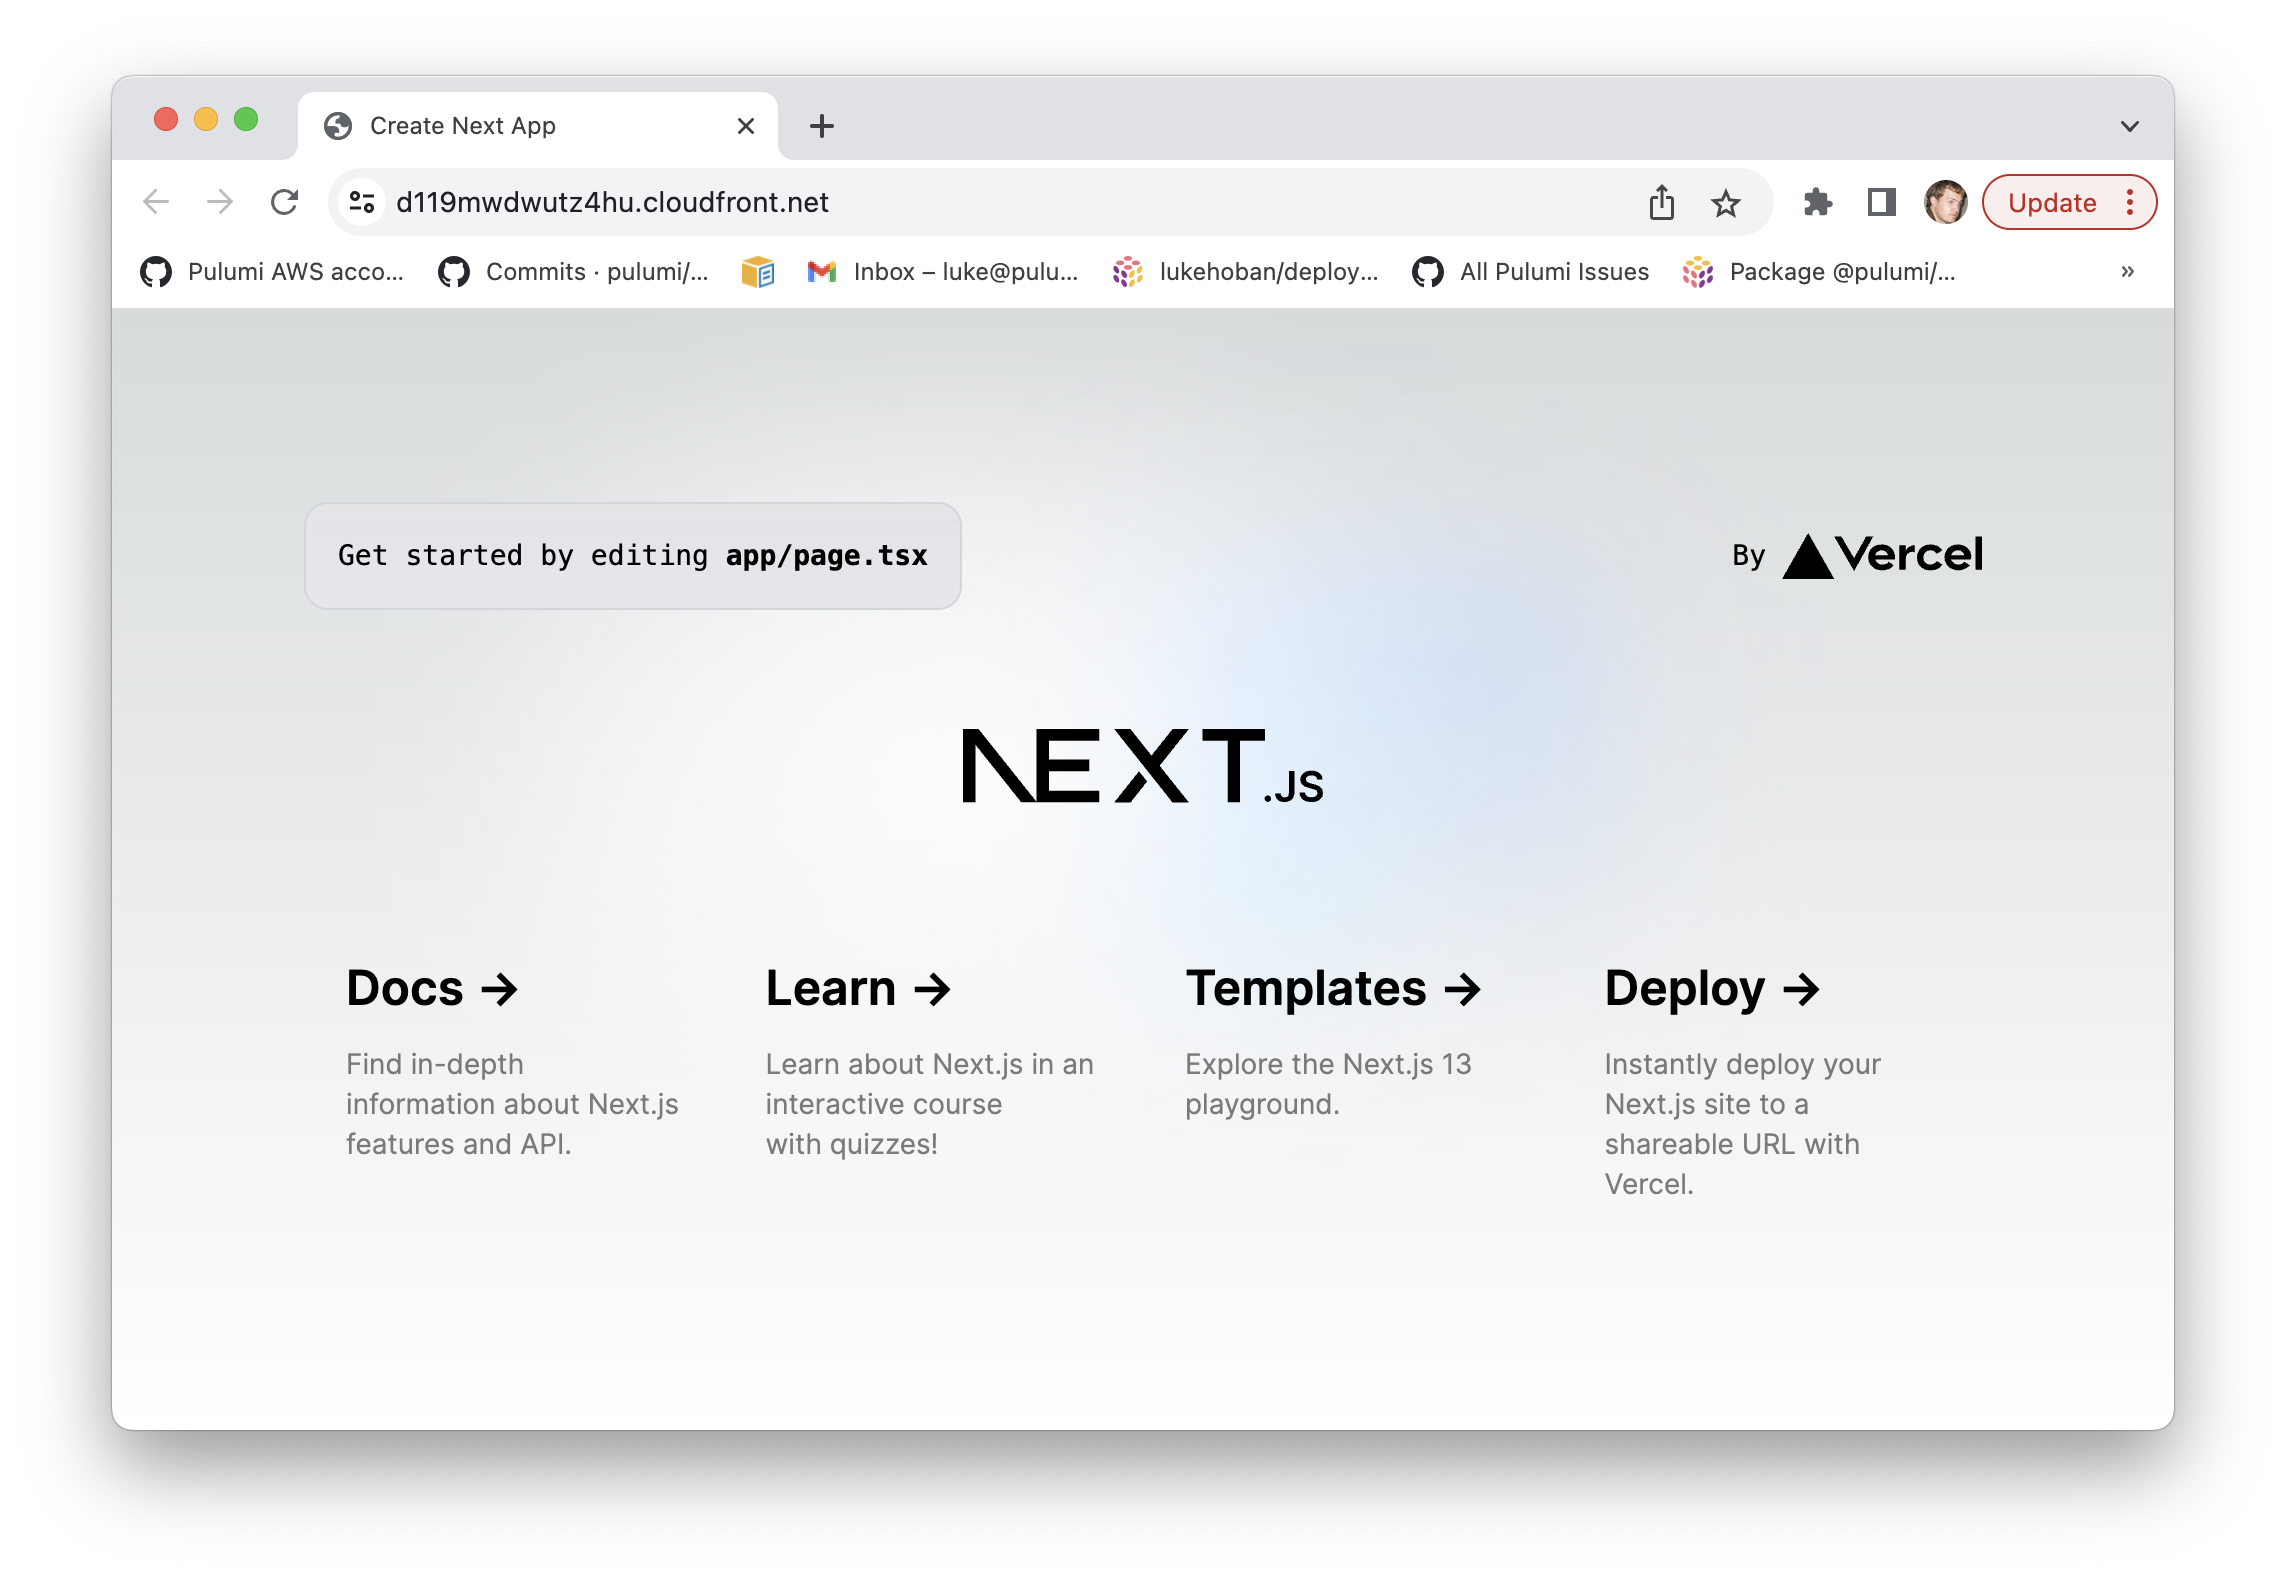 Create Next App
d119mwdwutz4hu.cloudfront.net
Update
Pulumi AWS acco... Commits · pulumi/... Inbox – luke@pulu... lukehoban/deploy... All Pulumi Issues Package @pulumi/... »
Get started by editing app/page.tsx
By Vercel
NEXT.JS
Docs →
Find in-depth
information about Next.js
features and API.
Learn →
Learn about Next.js in an
interactive course
with quizzes!
Templates →
Explore the Next.js 13
playground.
Deploy →
Instantly deploy your
Next.js site to a
shareable URL with
Vercel.